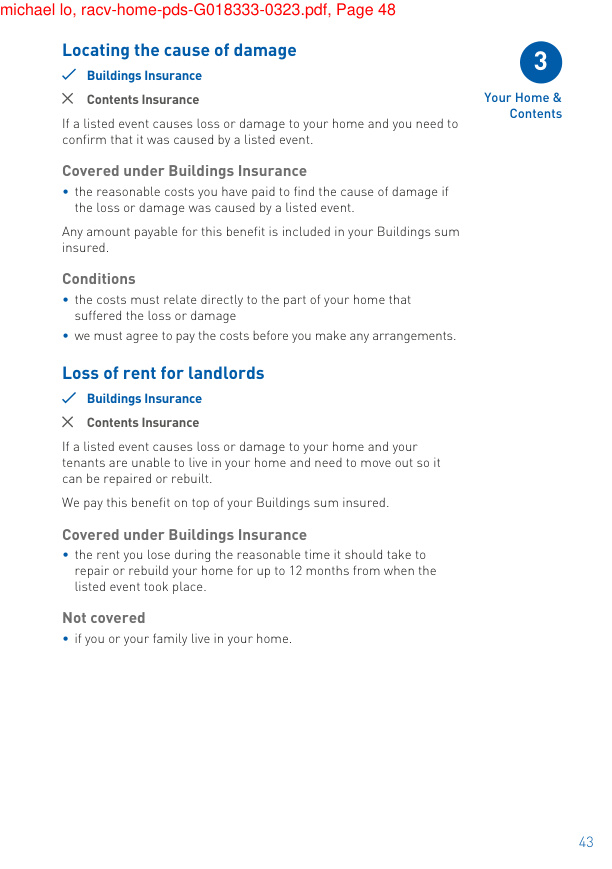 michael lo, racv-home-pds-G018333-0323.pdf, Page 48
Locating the cause of damage
Buildings Insurance
Contents Insurance
If a listed event causes loss or damage to your home and you need to
confirm that it was caused by a listed event.
Covered under Buildings Insurance
• the reasonable costs you have paid to find the cause of damage if
the loss or damage was caused by a listed event.
Any amount payable for this benefit is included in your Buildings sum
insured.
Conditions
• the costs must relate directly to the part of your home that
suffered the loss or damage
• we must agree to pay the costs before you make any arrangements.
Loss of rent for landlords
Buildings Insurance
Contents Insurance
If a listed event causes loss or damage to your home and your
tenants are unable to live in your home and need to move out so it
can be repaired or rebuilt.
We pay this benefit on top of your Buildings sum insured.
Covered under Buildings Insurance
• the rent you lose during the reasonable time it should take to
repair or rebuild your home for up to 12 months from when the
listed event took place.
Not covered
• if you or your family live in your home.
3
Your Home &
Contents
43